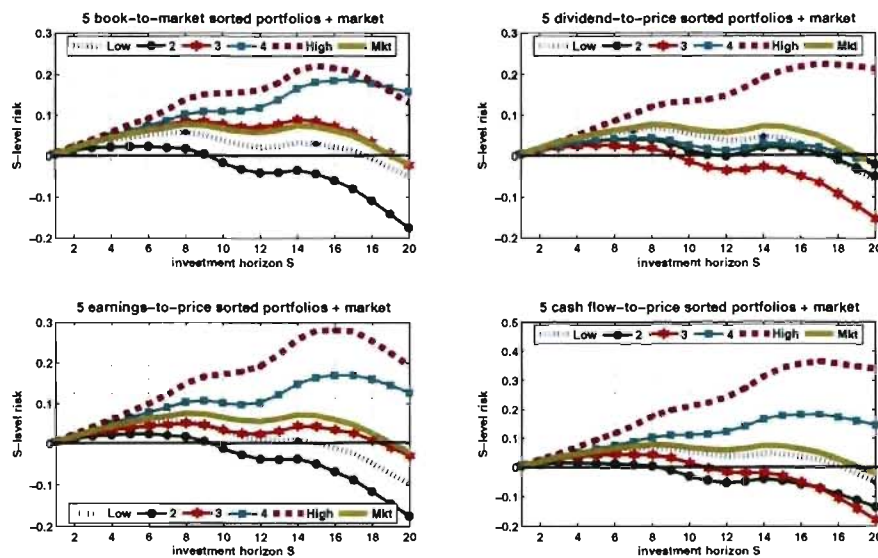 5 book-to-market sorted portfolios + market
0.3
Low 2 3 4 High Mkt
0.2
0.1
0
-0.1
-0.2
S-level risk
2 4 6 8 10 12 14 16 18 20
investment horizon S
5 dividend-to-price sorted portfolios + market
0.3
Low 2 3 4 High Mkt
0.2
0.1
0
-0.1
-0.2
S-level risk
2 4 6 8 10 12 14 16 18 20
investment horizon S
5 earnings-to-price sorted portfolios + market
0.3
0.2
0.1
0
-0.1
-0.2
S-level risk
Low 2 3 4 High Mkt
2 4 6 8 10 12 14 16 18 20
investment horizon S
5 cash flow-to-price sorted portfolios + market
0.5
Low 2 3 4 High Mkt
0.4
0.3
0.2
0.1
0
-0.1
-0.2
S-level risk
2 4 6 8 10 12 14 16 18 20
investment horizon S